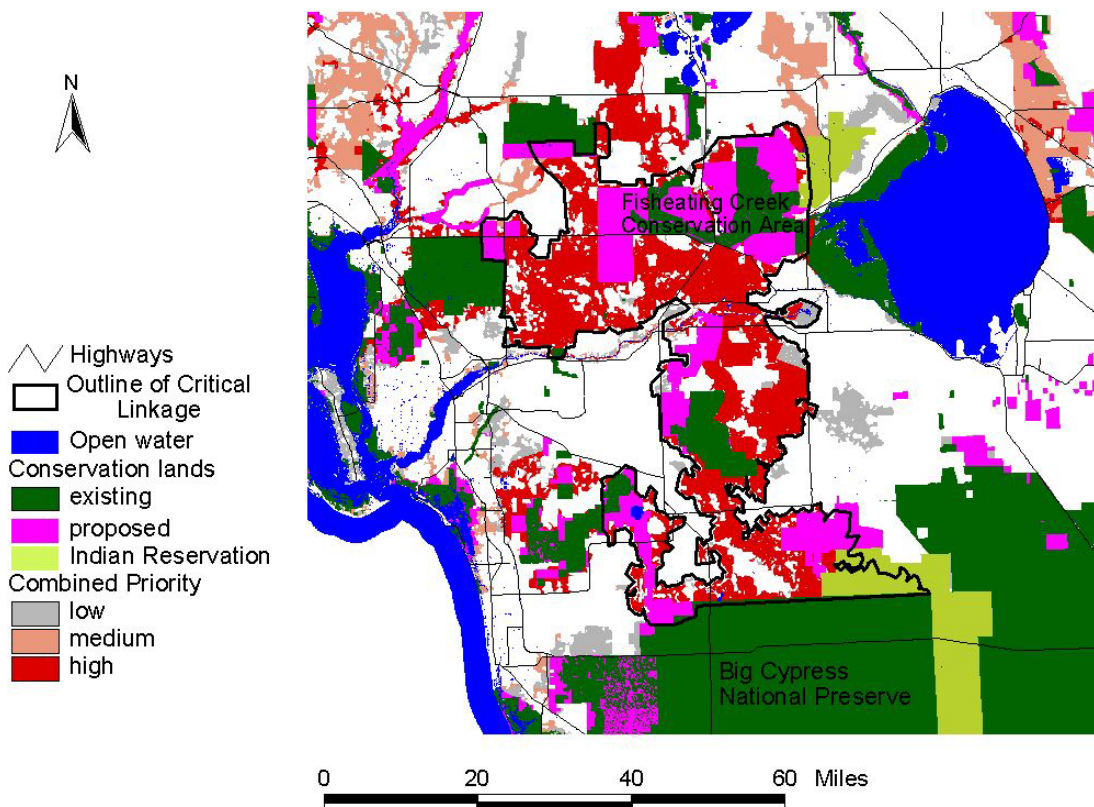 N
Highways
Outline of Critical
Linkage
Open water
Conservation lands
existing
proposed
Indian Reservation
Combined Priority
low
medium
high
Fisheating Creek
Conservation Area
Big Cypress
National Preserve
0 20 40 60 Miles